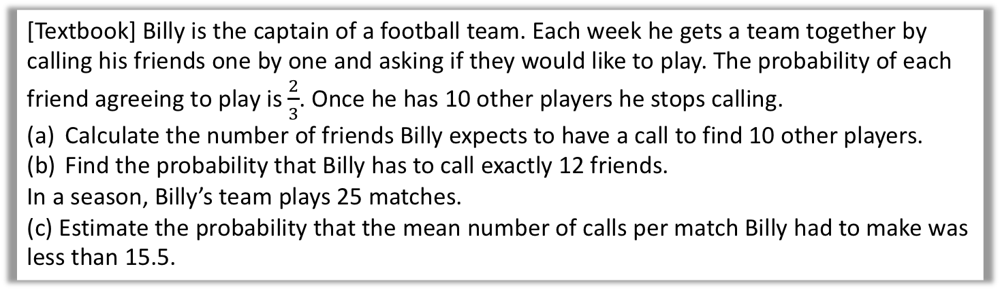 [Textbook] Billy is the captain of a football team. Each week he gets a team together by
calling his friends one by one and asking if they would like to play. The probability of each
friend agreeing to play is 2/3. Once he has 10 other players he stops calling.
(a) Calculate the number of friends Billy expects to have a call to find 10 other players.
(b) Find the probability that Billy has to call exactly 12 friends.
In a season, Billy’s team plays 25 matches.
(c) Estimate the probability that the mean number of calls per match Billy had to make was
less than 15.5.